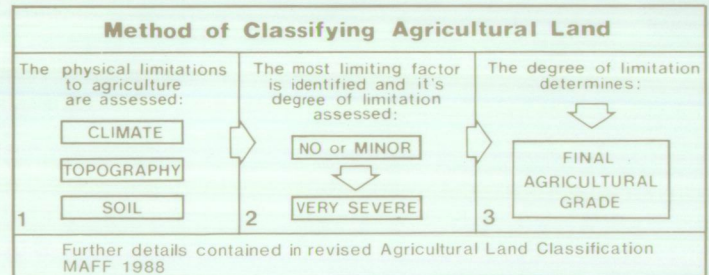 Method of Classifying Agricultural Land
The physical limitations
to agriculture
are assessed:
CLIMATE
TOPOGRAPHY
SOIL
1
The most limiting factor
is identified and it's
degree of limitation
assessed:
NO or MINOR
VERY SEVERE
2
The degree of limitation
determines:
FINAL
AGRICULTURAL
GRADE
3
Further details contained in revised Agricultural Land Classification
MAFF 1988